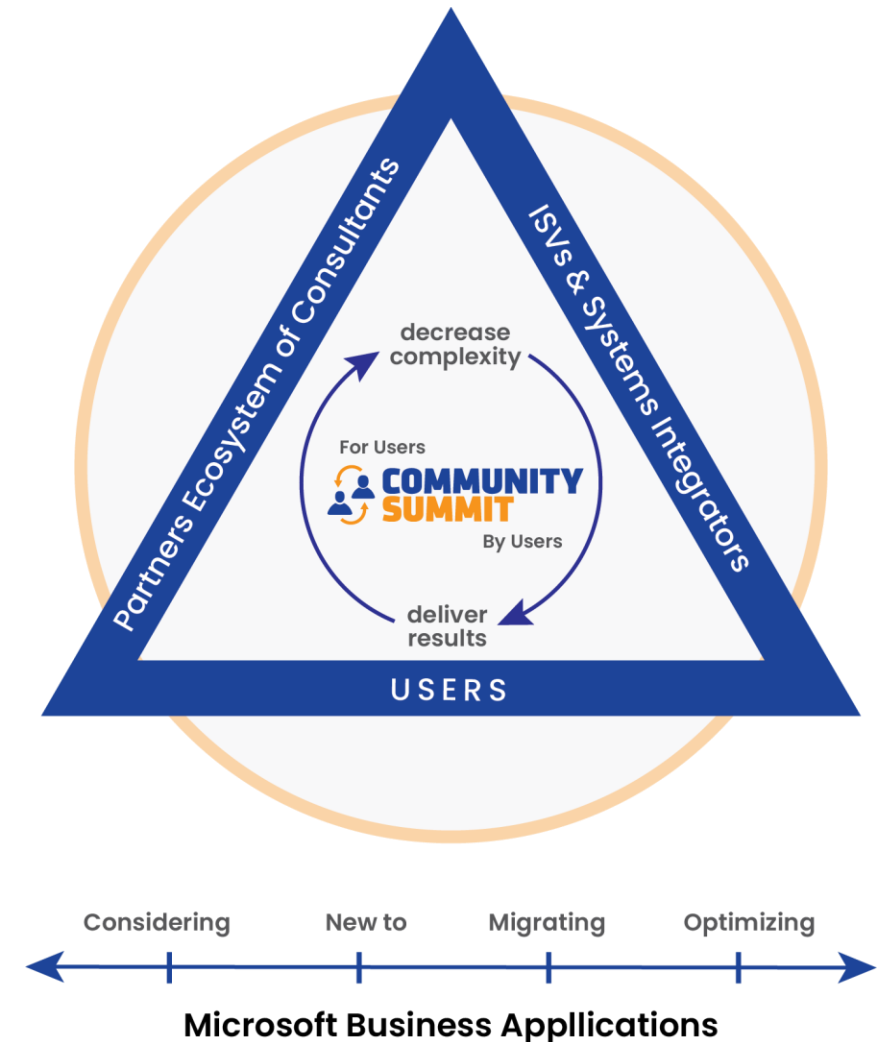 Partners Ecosystem of Consultants
ISVs & Systems Integrators
decrease
complexity
For Users
COMMUNITY
SUMMIT
By Users
deliver
results
USERS
Considering
New to
Migrating
Optimizing
Microsoft Business Appllications